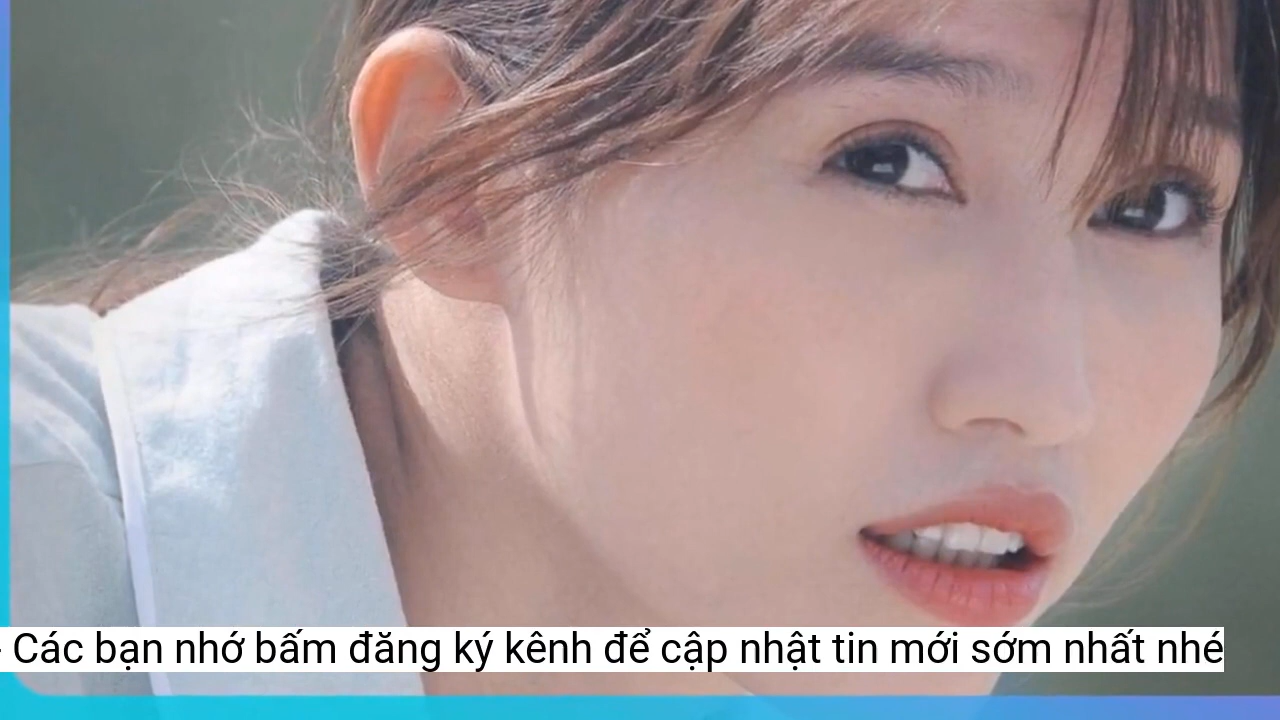 - Các bạn nhớ bấm đăng ký kênh để cập nhật tin mới sớm nhất nhé